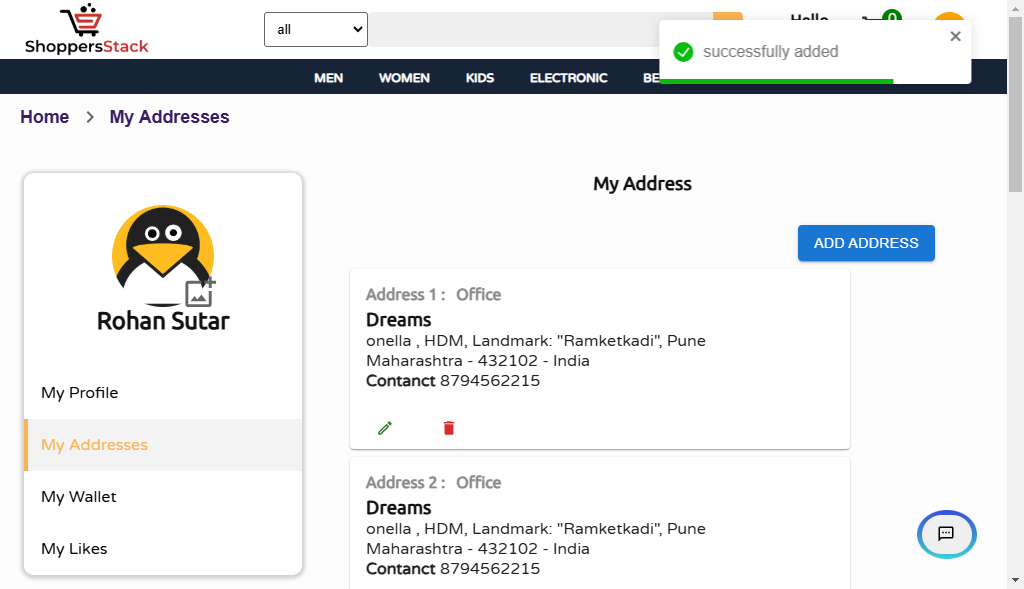 ShoppersStack
all
Hello
0
successfully added
MEN
WOMEN
KIDS
ELECTRONIC
BE
Home
My Addresses
My Address
ADD ADDRESS
Rohan Sutar
My Profile
My Addresses
My Wallet
My Likes
Address 1 : Office
Dreams
onella , HDM, Landmark: "Ramketkadi", Pune
Maharashtra - 432102 - India
Contanct 8794562215
Address 2 : Office
Dreams
onella , HDM, Landmark: "Ramketkadi", Pune
Maharashtra - 432102 - India
Contanct 8794562215